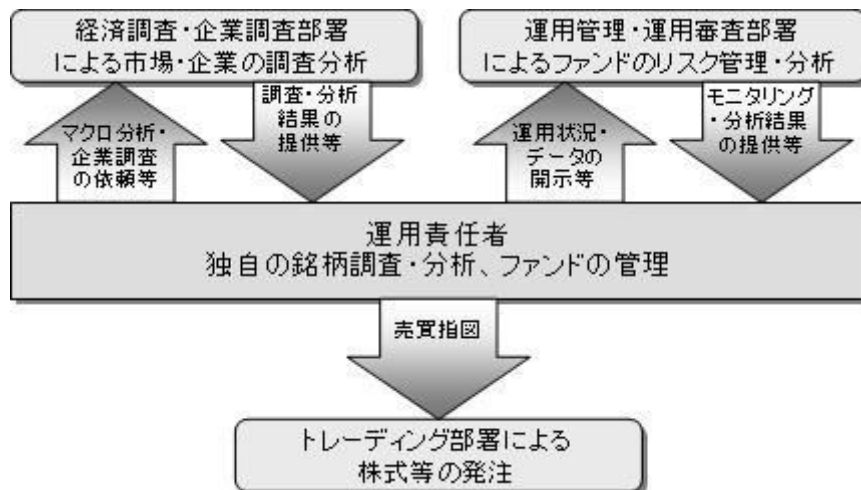 経済調査・企業調査部署
による市場・企業の調査分析
運用管理・運用審査部署
によるファンドのリスク管理・分析
マクロ分析・
企業調査
の依頼等
調査・分析
結果の
提供等
運用状況・
データの
開示等
モニタリング
・分析結果
の提供等
運用責任者
独自の銘柄調査・分析、ファンドの管理
売買指図
トレーディング部署による
株式等の発注